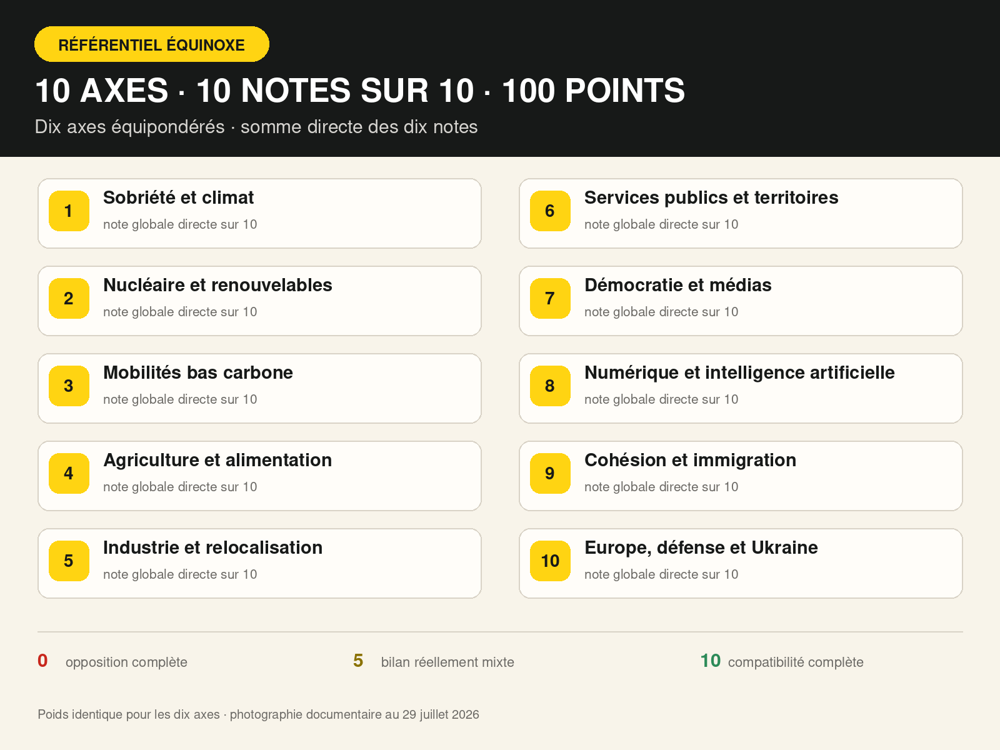 RÉFÉRENTIEL ÉQUINOXE
10 AXES · 10 NOTES SUR 10 · 100 POINTS
Dix axes équipondérés · somme directe des dix notes
1
Sobriété et climat
note globale directe sur 10
2
Nucléaire et renouvelables
note globale directe sur 10
3
Mobilités bas carbone
note globale directe sur 10
4
Agriculture et alimentation
note globale directe sur 10
5
Industrie et relocalisation
note globale directe sur 10
6
Services publics et territoires
note globale directe sur 10
7
Démocratie et médias
note globale directe sur 10
8
Numérique et intelligence artificielle
note globale directe sur 10
9
Cohésion et immigration
note globale directe sur 10
10
Europe, défense et Ukraine
note globale directe sur 10
0 opposition complète
5 bilan réellement mixte
10 compatibilité complète
Poids identique pour les dix axes · photographie documentaire au 29 juillet 2026